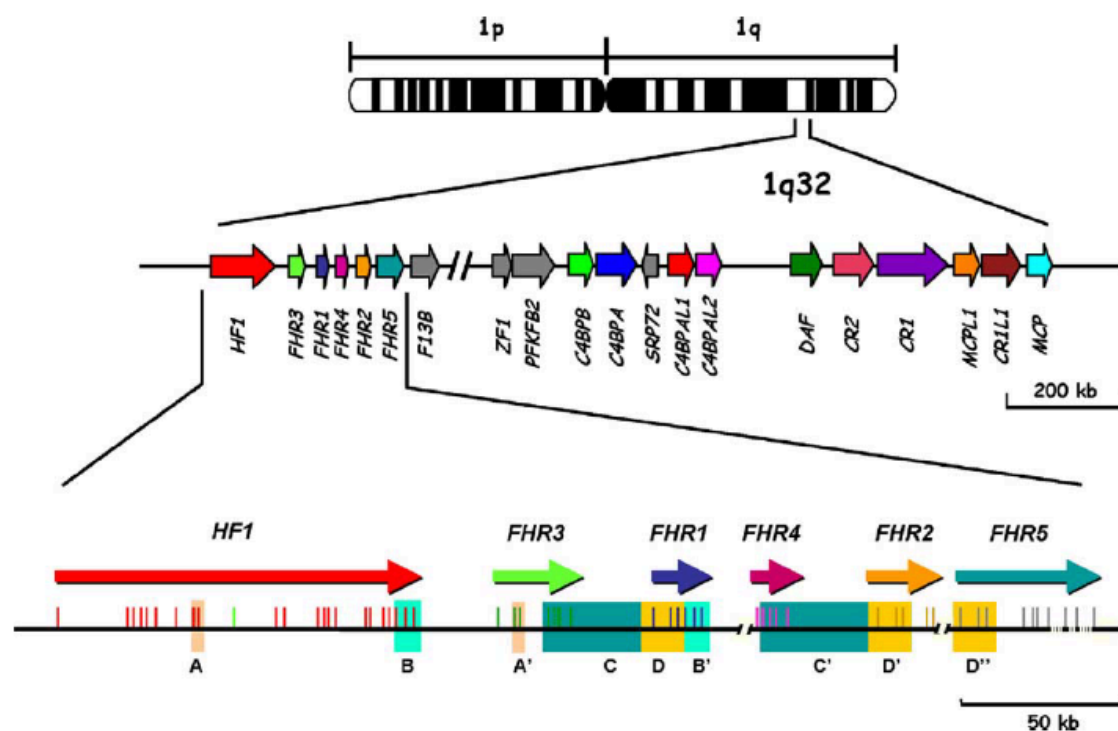 1p 1q
1q32
HF1 FHR3 FHR1 FHR4 FHR2 FHR5 F13B ZF1 PFKFB2 C4BPB C4BPA SRP72 C4BPAL1 C4BPAL2 DAF CR2 CR1 MCPL1 CR1L1 MCP
200 kb
HF1 FHR3 FHR1 FHR4 FHR2 FHR5
A B A' C D B' C' D' D''
50 kb